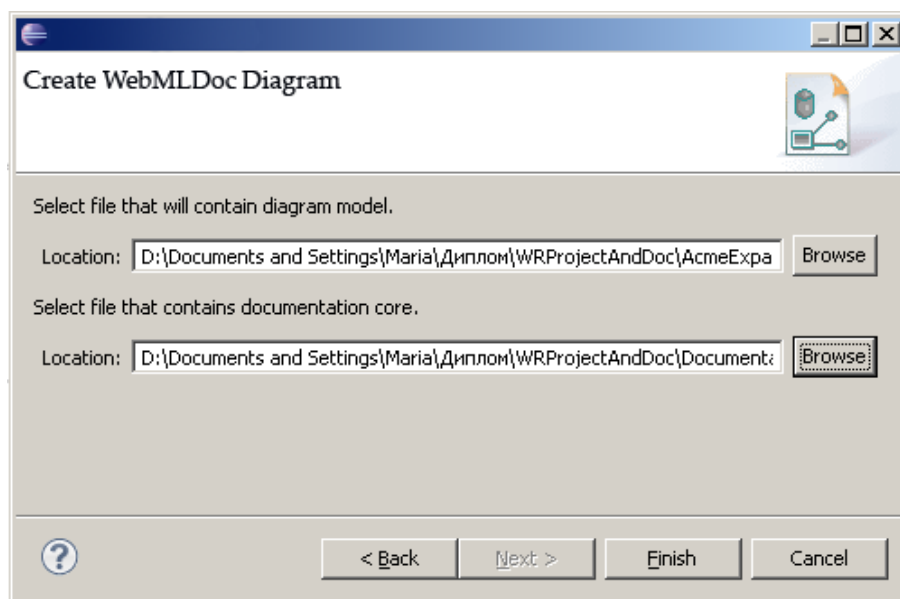 Create WebMLDoc Diagram
Select file that will contain diagram model.
Location: D:\Documents and Settings\Maria\Диплом\WRProjectAndDoc\AcmeExpa Browse
Select file that contains documentation core.
Location: D:\Documents and Settings\Maria\Диплом\WRProjectAndDoc\Documenta Browse
? < Back Next > Finish Cancel